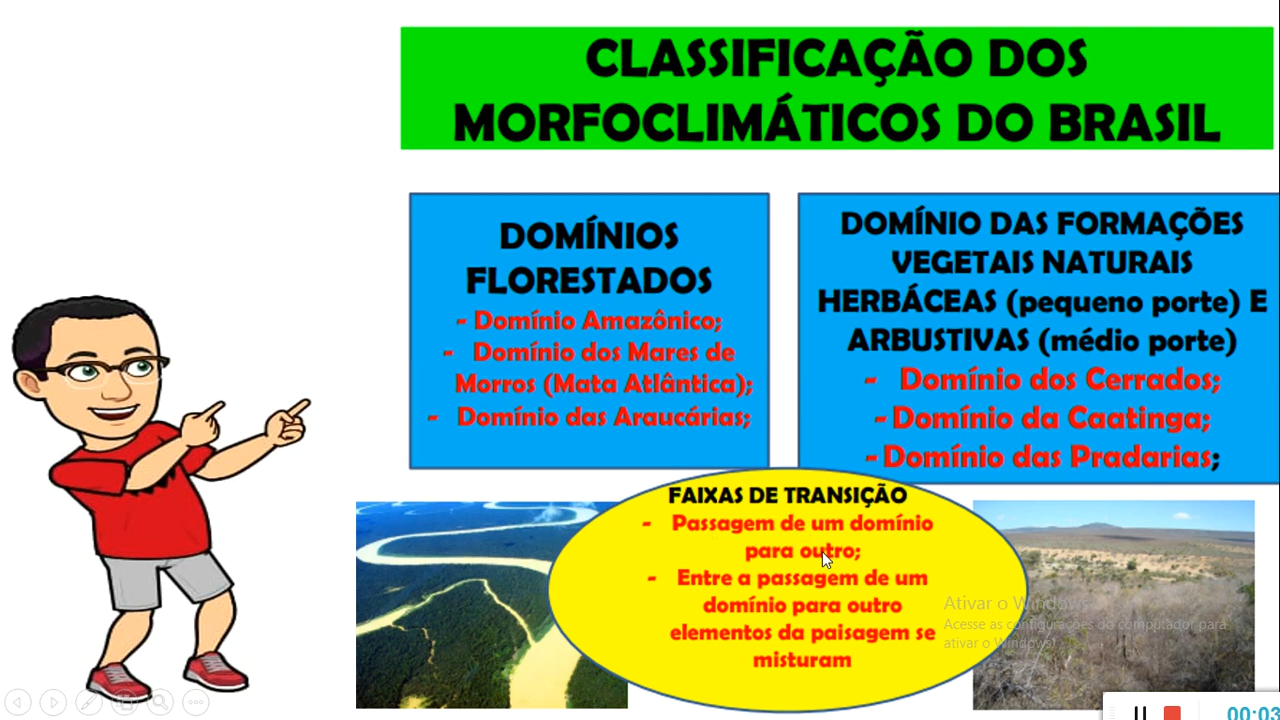 CLASSIFICAÇÃO DOS
MORFOCLIMÁTICOS DO BRASIL
DOMÍNIOS
FLORESTADOS
- Domínio Amazônico;
- Domínio dos Mares de
Morros (Mata Atlântica);
- Domínio das Araucárias;
DOMÍNIO DAS FORMAÇÕES
VEGETAIS NATURAIS
HERBÁCEAS (pequeno porte) E
ARBUSTIVAS (médio porte)
- Domínio dos Cerrados;
- Domínio da Caatinga;
- Domínio das Pradarias;
FAIXAS DE TRANSIÇÃO
- Passagem de um domínio
para outro;
- Entre a passagem de um
domínio para outro
elementos da paisagem se
misturam
Ativar o Windows
Acesse as configurações do computador para
ativar o Windows.
00:03